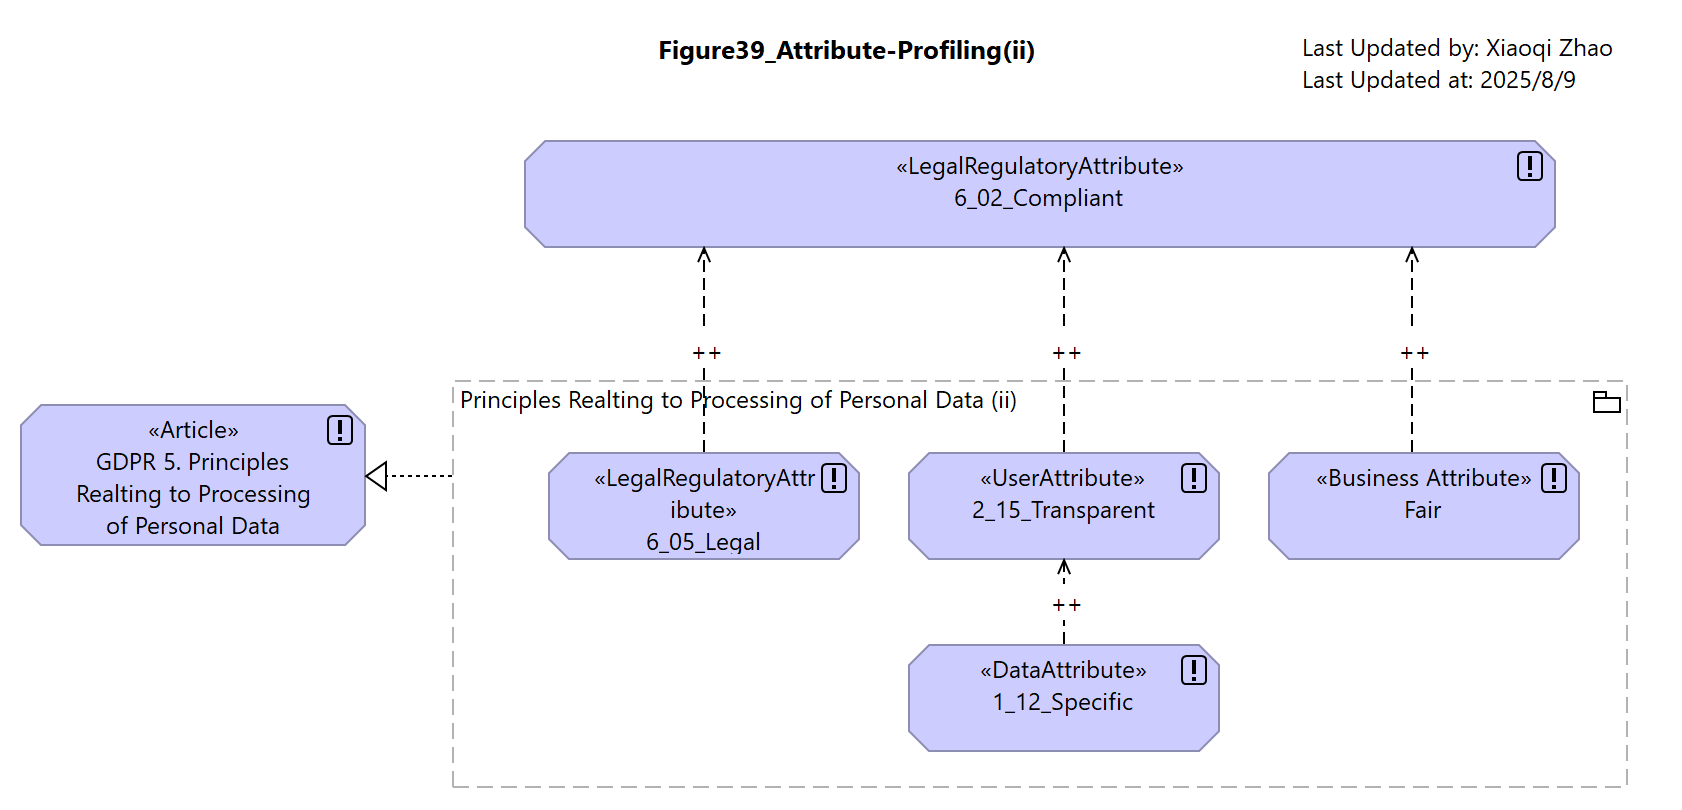 Figure39_Attribute-Profiling(ii)
Last Updated by: Xiaoqi Zhao
Last Updated at: 2025/8/9
«LegalRegulatoryAttribute»
6_02_Compliant
++
++
++
Principles Realting to Processing of Personal Data (ii)
«Article»
GDPR 5. Principles
Realting to Processing
of Personal Data
«LegalRegulatoryAttr
ibute»
6_05_Legal
«UserAttribute»
2_15_Transparent
«Business Attribute»
Fair
++
«DataAttribute»
1_12_Specific